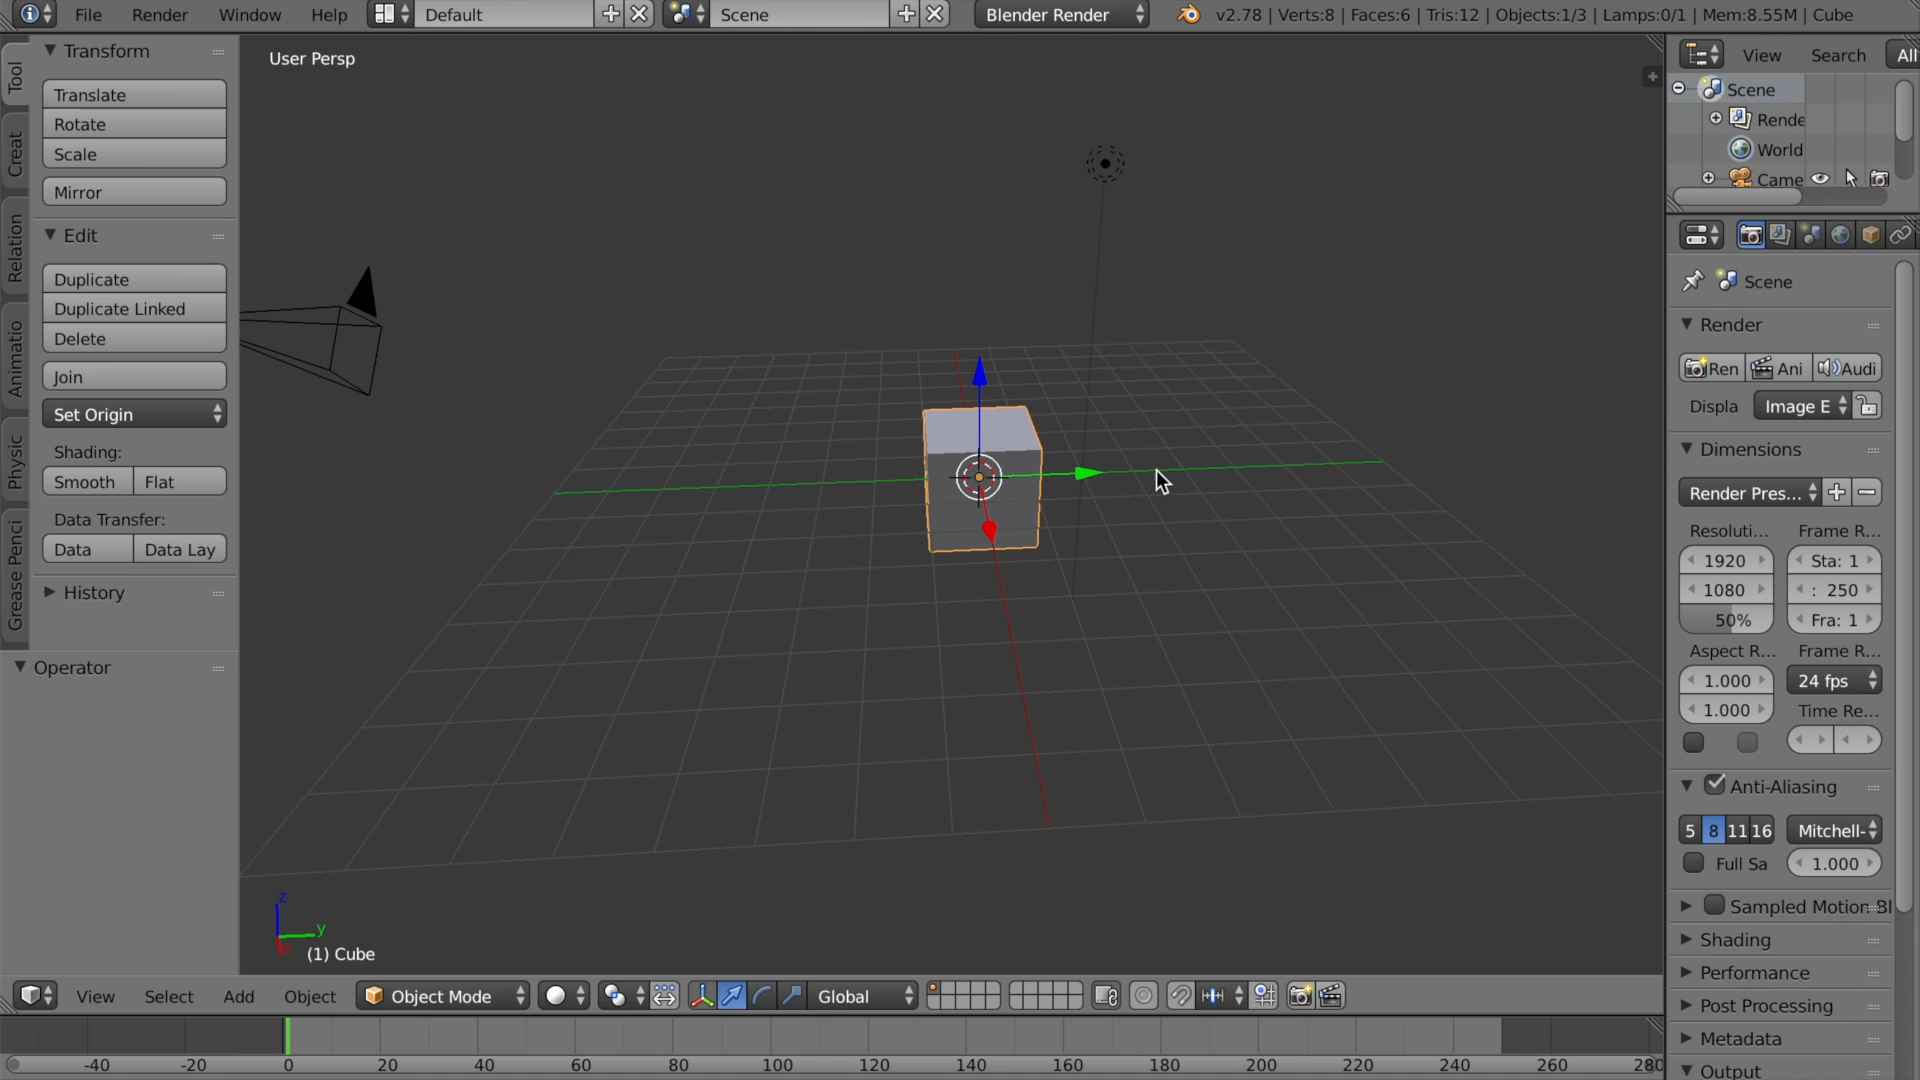 File Render Window Help Default Scene Blender Render v2.78 | Verts:8 | Faces:6 | Tris:12 | Objects:1/3 | Lamps:0/1 | Mem:8.55M | Cube
Tool
Creat
Relation
Animatio
Physic
Grease Penci
Transform
Translate
Rotate
Scale
Mirror
Edit
Duplicate
Duplicate Linked
Delete
Join
Set Origin
Shading:
Smooth Flat
Data Transfer:
Data Data Lay
History
Operator
User Persp
z
y
x
(1) Cube
View Search All
Scene
Rende
World
Came
Scene
Render
Ren Ani Audi
Displa Image E
Dimensions
Render Pres...
Resoluti... Frame R...
1920 Sta: 1
1080 : 250
50% Fra: 1
Aspect R... Frame R...
1.000 24 fps
1.000 Time Re...
Anti-Aliasing
5 8 11 16 Mitchell-
Full Sa 1.000
Sampled Motion Bl
Shading
Performance
Post Processing
Metadata
Output
View Select Add Object Object Mode Global
-40 -20 0 20 40 60 80 100 120 140 160 180 200 220 240 260 280